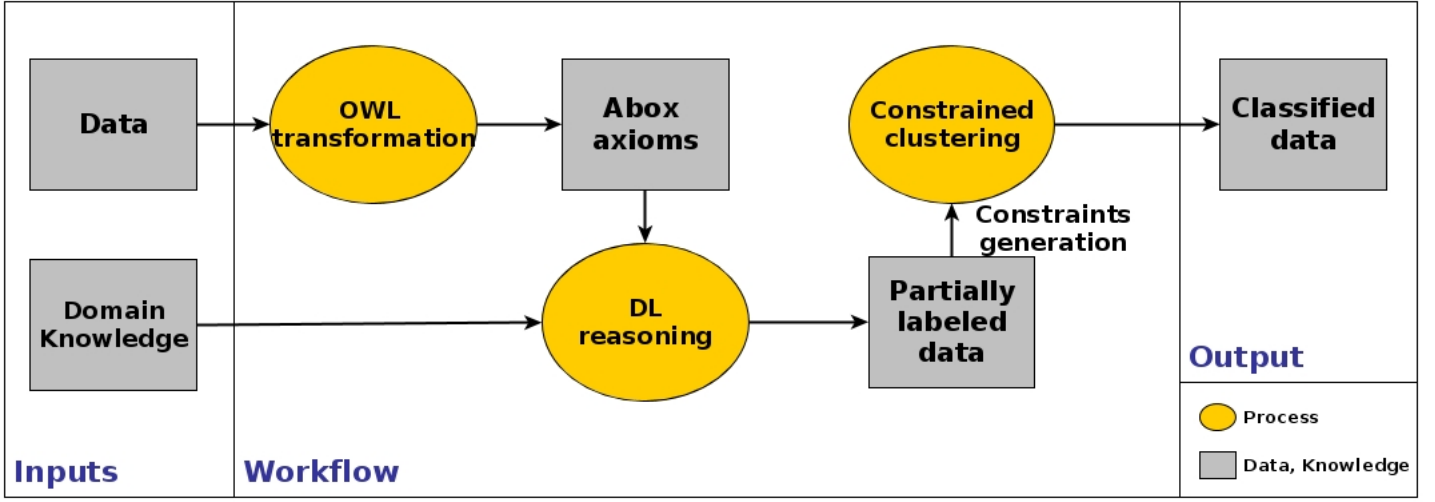 Data
OWL
transformation
Abox
axioms
Constrained
clustering
Classified
data
Constraints
generation
Domain
Knowledge
DL
reasoning
Partially
labeled
data
Output
Process
Data, Knowledge
Inputs
Workflow